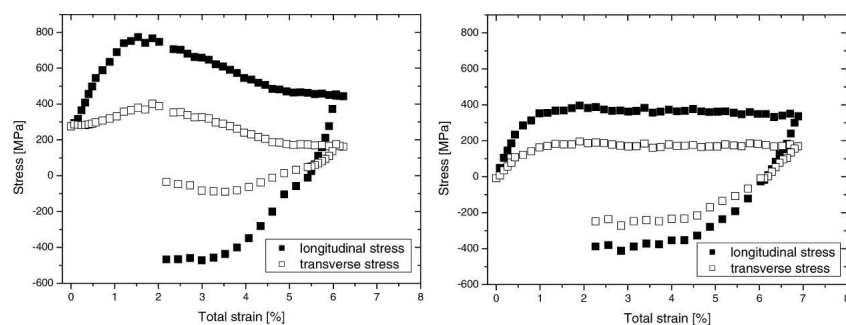 800
600
400
200
0
-200
-400
-600
Stress [MPa]
0 1 2 3 4 5 6 7 8
Total strain [%]
longitudinal stress
transverse stress
800
600
400
200
0
-200
-400
-600
Stress [MPa]
0 1 2 3 4 5 6 7 8
Total strain [%]
longitudinal stress
transverse stress